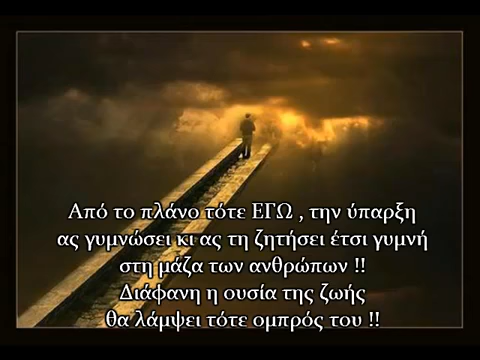 Από το πλάνο τότε ΕΓΩ , την ύπαρξη
ας γυμνώσει κι ας τη ζητήσει έτσι γυμνή
στη μάζα των ανθρώπων !!
Διάφανη η ουσία της ζωής
θα λάμψει τότε ομπρός του !!